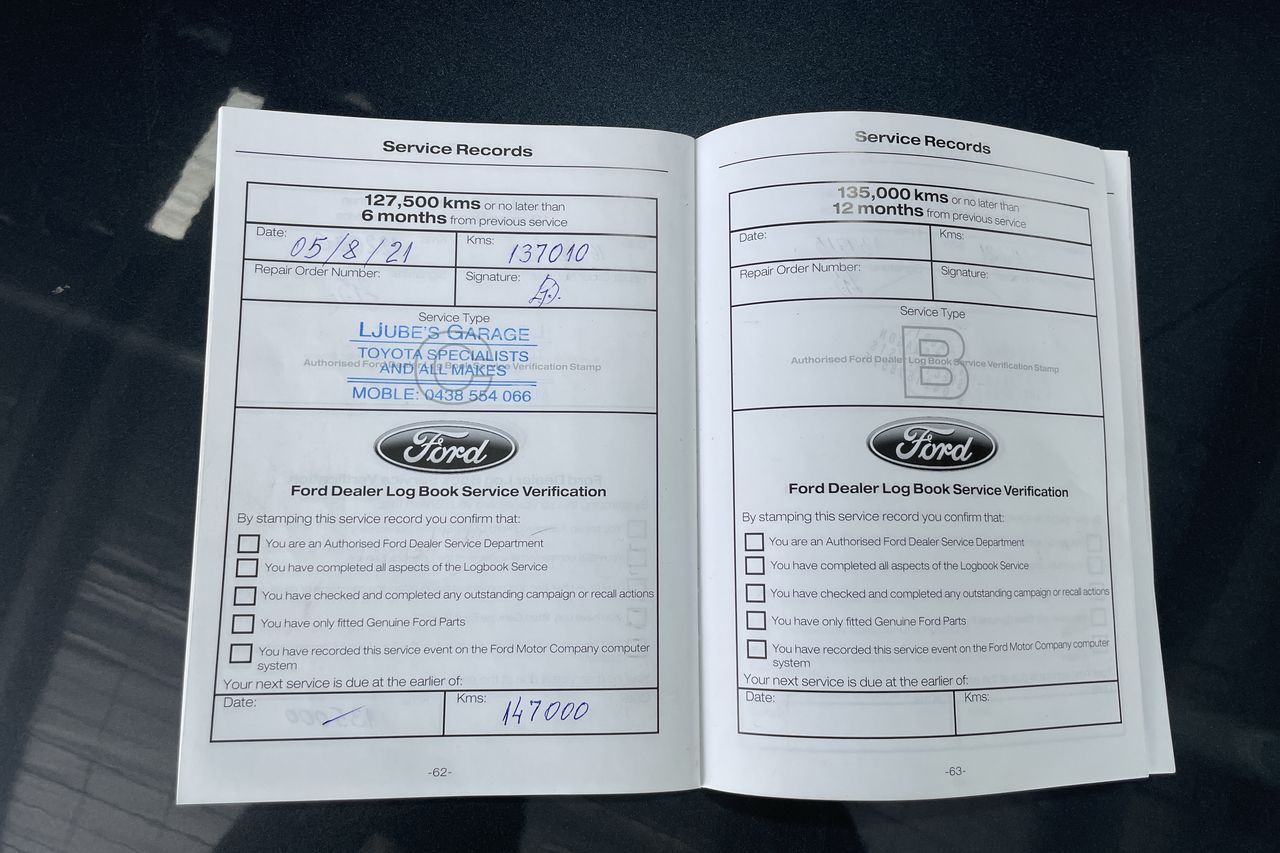 Service Records
127,500 kms or no later than
6 months from previous service
Date: 05/8/21
Kms: 137010
Repair Order Number:
Signature:
Service Type
C
Authorised Ford Dealer Log Book Service Verification Stamp
LJUBE'S GARAGE
TOYOTA SPECIALISTS
AND ALL MAKES
MOBLE: 0438 554 066
Ford
Ford Dealer Log Book Service Verification
By stamping this service record you confirm that:
You are an Authorised Ford Dealer Service Department
You have completed all aspects of the Logbook Service
You have checked and completed any outstanding campaign or recall actions
You have only fitted Genuine Ford Parts
You have recorded this service event on the Ford Motor Company computer
system
Your next service is due at the earlier of:
Date:
Kms: 147000
-62-
Service Records
135,000 kms or no later than
12 months from previous service
Date:
Kms:
Repair Order Number:
Signature:
Service Type
B
Authorised Ford Dealer Log Book Service Verification Stamp
Ford
Ford Dealer Log Book Service Verification
By stamping this service record you confirm that:
You are an Authorised Ford Dealer Service Department
You have completed all aspects of the Logbook Service
You have checked and completed any outstanding campaign or recall actions
You have only fitted Genuine Ford Parts
You have recorded this service event on the Ford Motor Company computer
system
Your next service is due at the earlier of:
Date:
Kms:
-63-